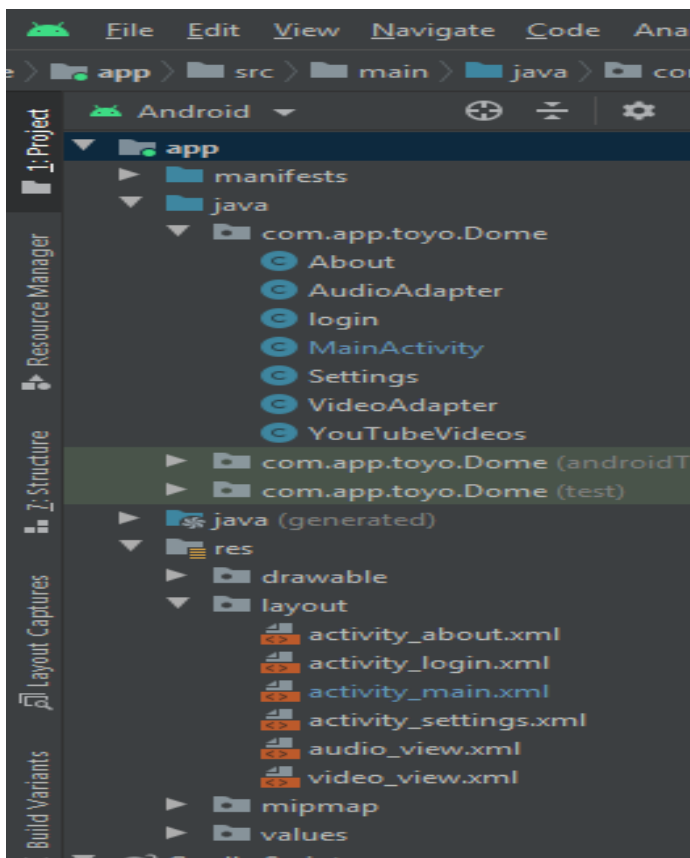 File Edit View Navigate Code Ana
app src main java co
Android
app
manifests
java
com.app.toyo.Dome
About
AudioAdapter
login
MainActivity
Settings
VideoAdapter
YouTubeVideos
com.app.toyo.Dome (androidT
com.app.toyo.Dome (test)
java (generated)
res
drawable
layout
activity_about.xml
activity_login.xml
activity_main.xml
activity_settings.xml
audio_view.xml
video_view.xml
mipmap
values
1: Project
Resource Manager
7: Structure
Layout Captures
Build Variants